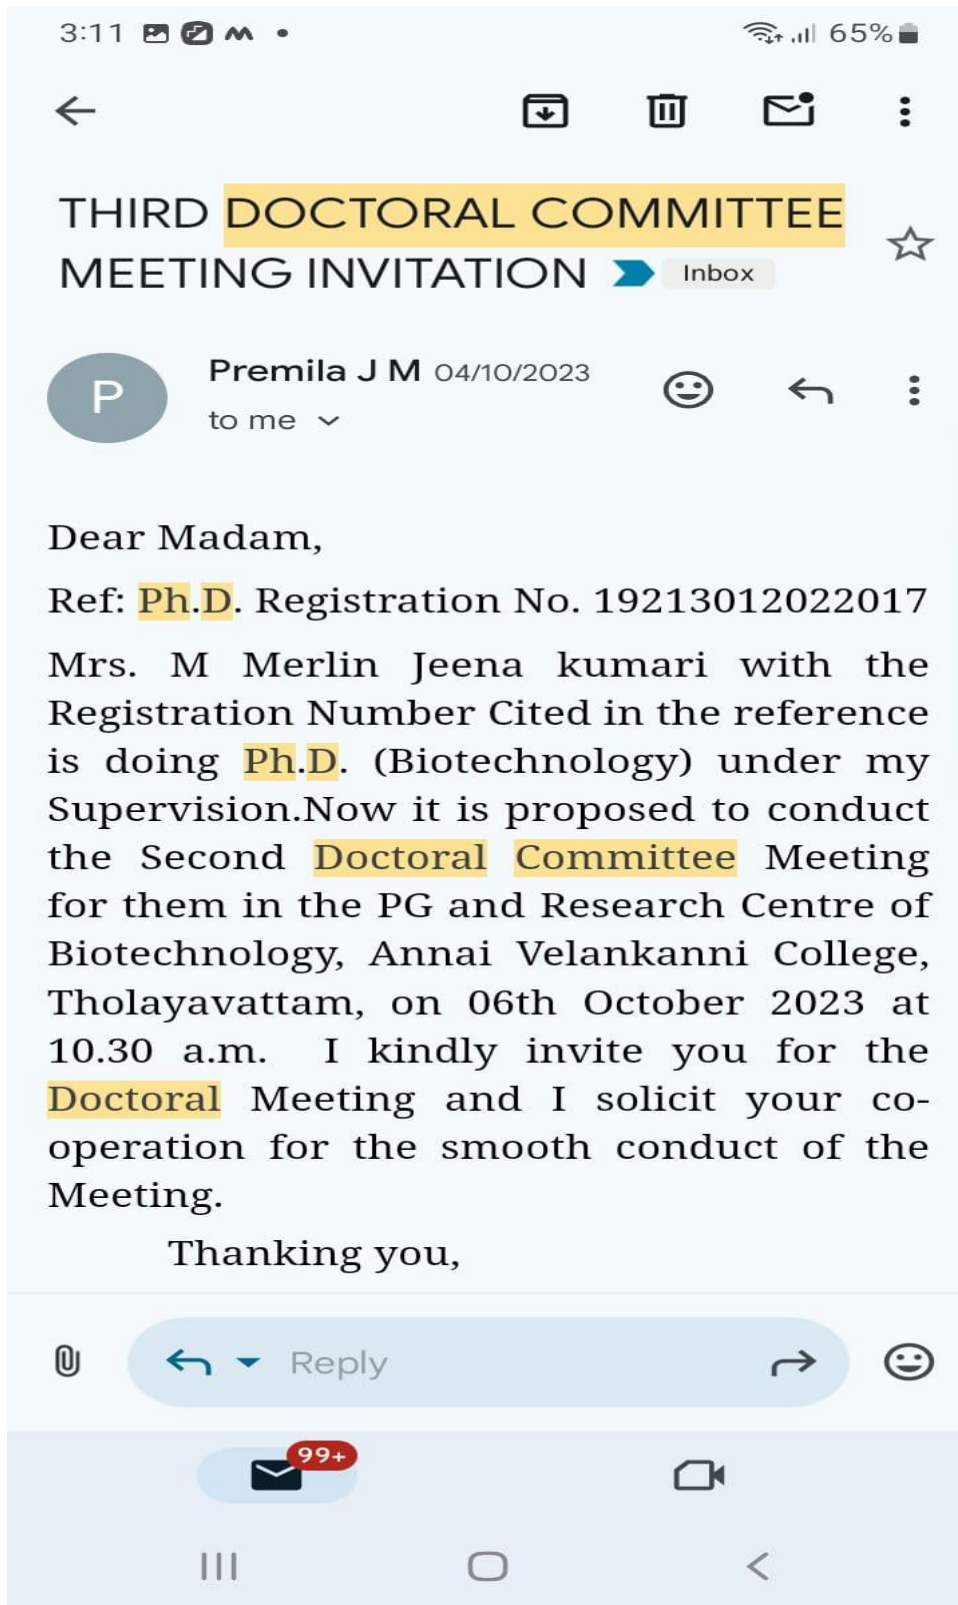 3:11 65%
THIRD DOCTORAL COMMITTEE
MEETING INVITATION Inbox
P
Premila J M 04/10/2023
to me
Dear Madam,
Ref: Ph.D. Registration No. 19213012022017
Mrs. M Merlin Jeena kumari with the
Registration Number Cited in the reference
is doing Ph.D. (Biotechnology) under my
Supervision.Now it is proposed to conduct
the Second Doctoral Committee Meeting
for them in the PG and Research Centre of
Biotechnology, Annai Velankanni College,
Tholayavattam, on 06th October 2023 at
10.30 a.m. I kindly invite you for the
Doctoral Meeting and I solicit your co-
operation for the smooth conduct of the
Meeting.
Thanking you,
Reply
99+